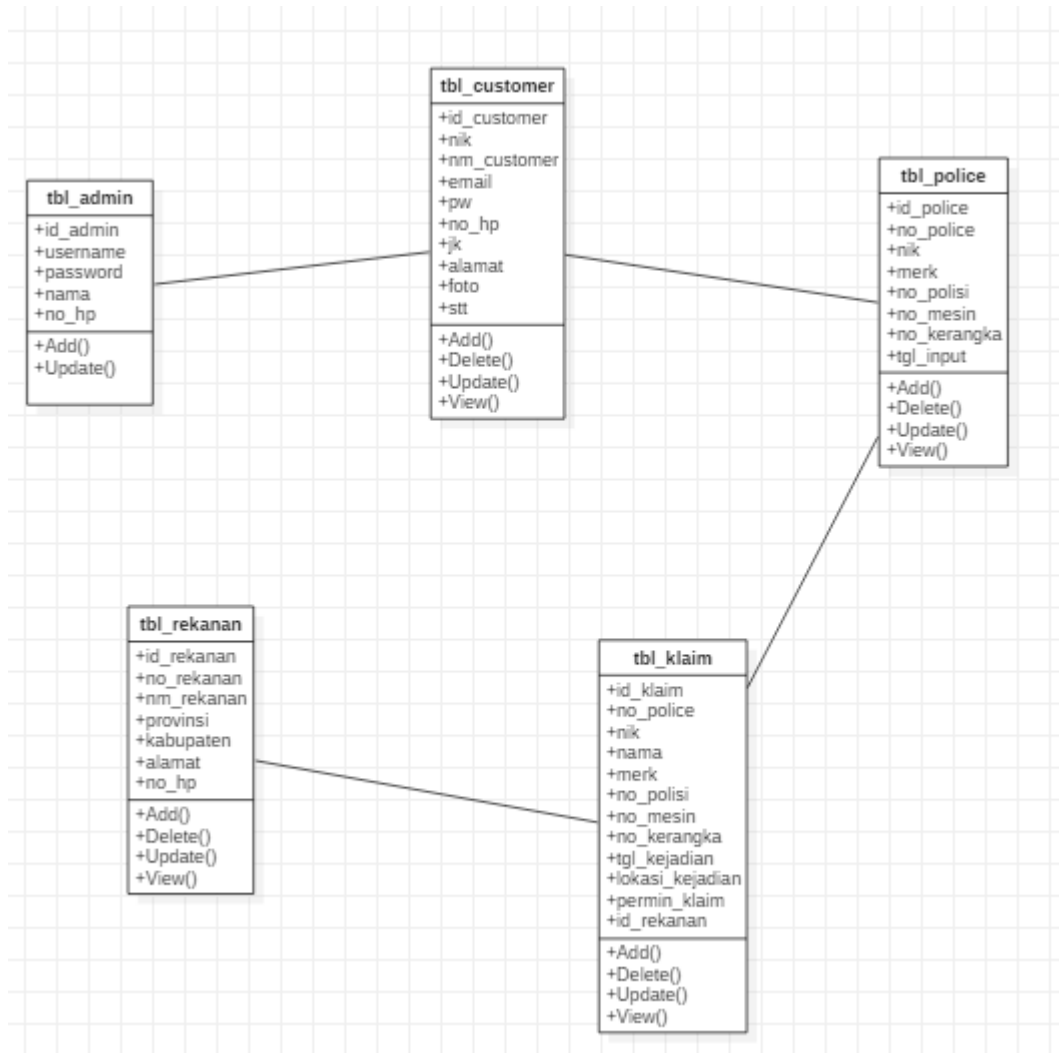 tbl_customer
+id_customer
+nik
+nm_customer
+email
+pw
+no_hp
+jk
+alamat
+foto
+stt
+Add()
+Delete()
+Update()
+View()
tbl_police
+id_police
+no_police
+nik
+merk
+no_polisi
+no_mesin
+no_kerangka
+tgl_input
+Add()
+Delete()
+Update()
+View()
tbl_admin
+id_admin
+username
+password
+nama
+no_hp
+Add()
+Update()
tbl_rekanan
+id_rekanan
+no_rekanan
+nm_rekanan
+provinsi
+kabupaten
+alamat
+no_hp
+Add()
+Delete()
+Update()
+View()
tbl_klaim
+id_klaim
+no_police
+nik
+nama
+merk
+no_polisi
+no_mesin
+no_kerangka
+tgl_kejadian
+lokasi_kejadian
+permin_klaim
+id_rekanan
+Add()
+Delete()
+Update()
+View()